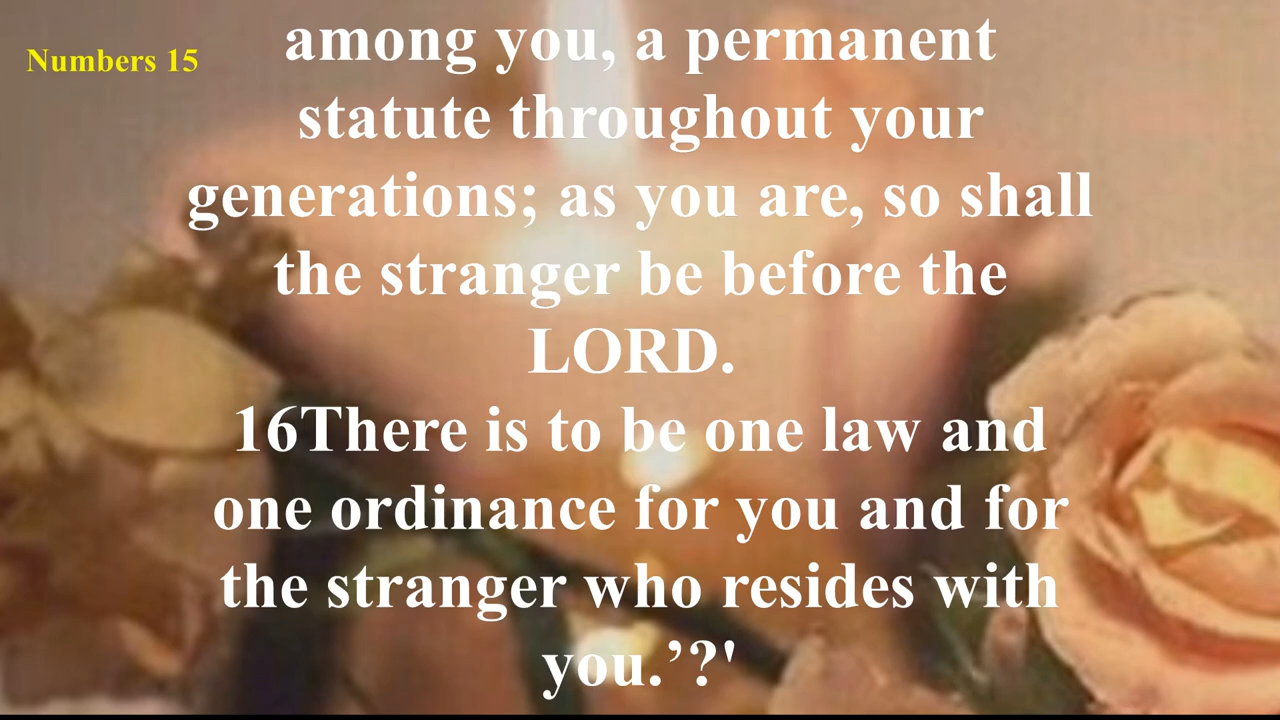 Numbers 15
among you, a permanent
statute throughout your
generations; as you are, so shall
the stranger be before the
LORD.
16There is to be one law and
one ordinance for you and for
the stranger who resides with
you.’?'